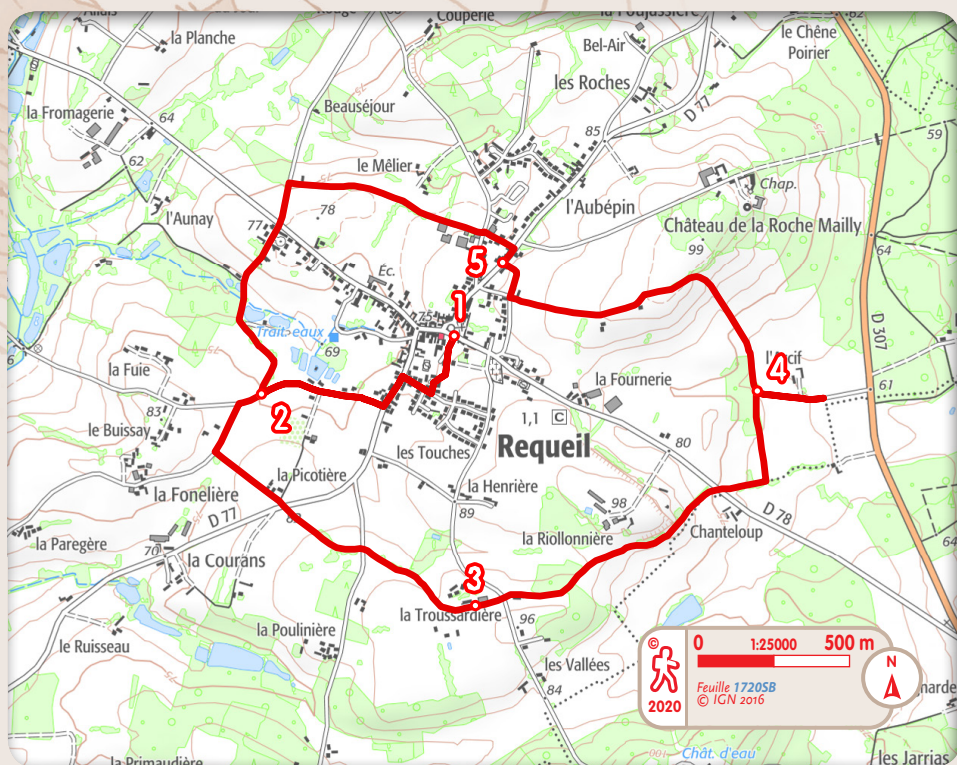 Couperie
la Planche
Bel-Air
le Chêne
Poirier
les Roches
la Fromagerie
64
Beauséjour
D 77
85
59
62
le Mêlier
75
Chap.
l'Aunay
78
l'Aubépin
77
Château de la Roche Mailly
99
64
5
Éc.
1
75
Trait. eaux
69
D 307
la Fuie
4
61
la Fournerie
83
2
1,1 C
le Buissay
Requeil
les Touches
80
la Picotière
la Henrière
la Fonelière
89
98
D 77
D 78
la Riollonnière
Chanteloup
la Paregère
70
la Courans
64
3
la Troussardière
96
la Poulinière
le Ruisseau
les Vallées
84
© 2020
0 1:25000 500 m
Feuille 1720SB
© IGN 2016
N
100
Chât. d'eau
les Jarrias